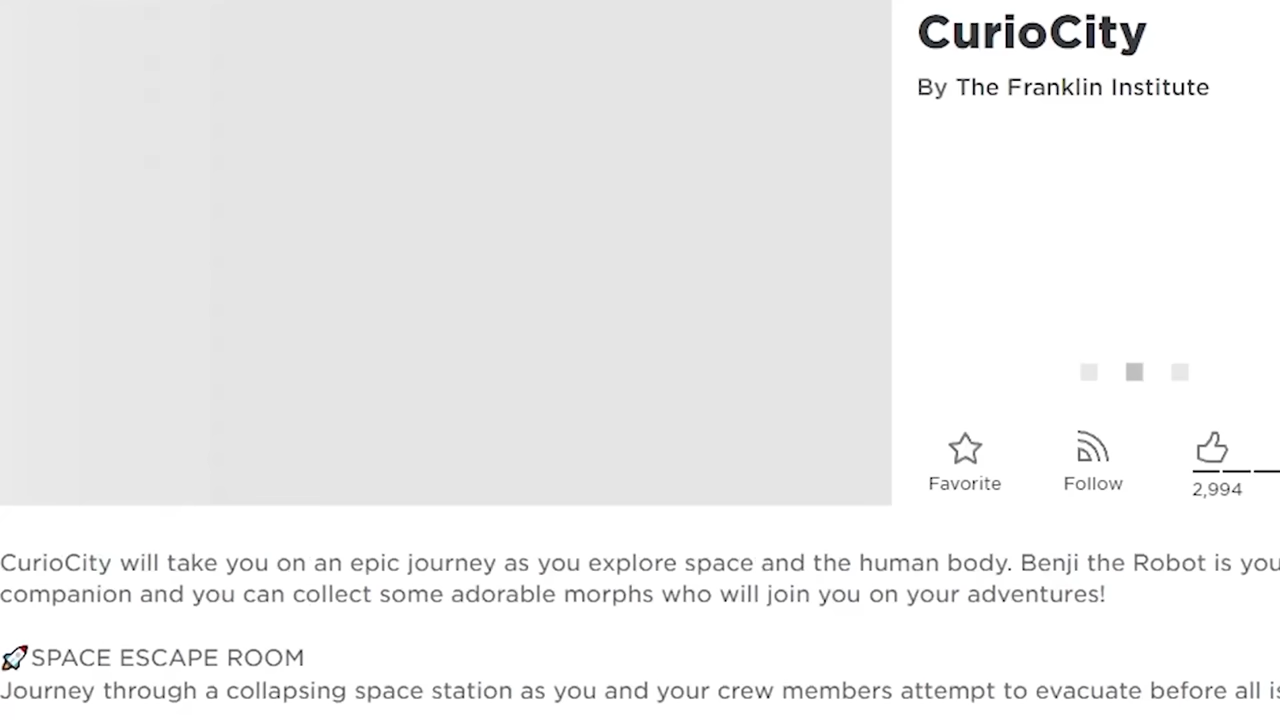 CurioCity
By The Franklin Institute
Favorite
Follow
2,994
CurioCity will take you on an epic journey as you explore space and the human body. Benji the Robot is
companion and you can collect some adorable morphs who will join you on your adventures!
🚀SPACE ESCAPE ROOM
Journey through a collapsing space station as you and your crew members attempt to evacuate before all